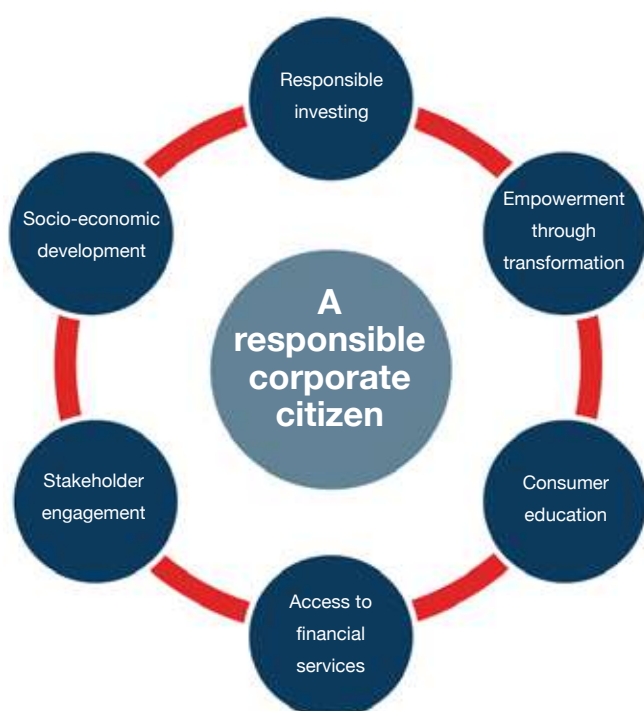 Responsible
investing
Empowerment
through
transformation
Consumer
education
Access to
financial
services
Stakeholder
engagement
Socio-economic
development
A
responsible
corporate
citizen